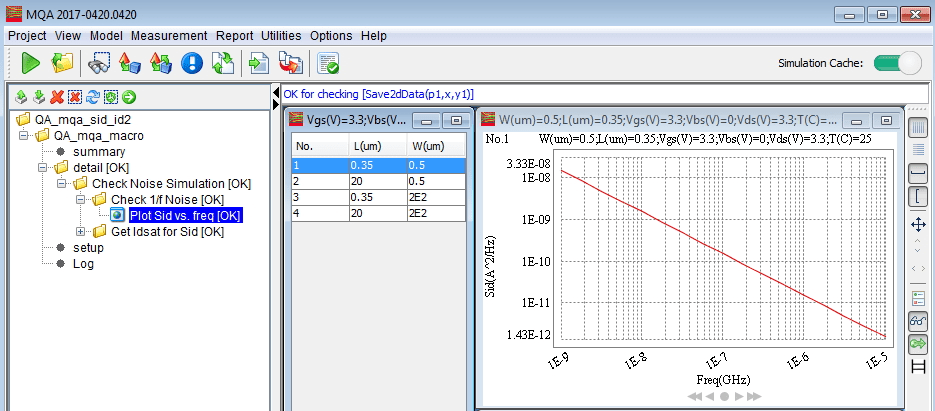 MQA 2017-0420.0420
Project View Model Measurement Report Utilities Options Help
Simulation Cache:
OK for checking [Save2dData(p1,x,y1)]
QA_mqa_sid_id2
QA_mqa_macro
summary
detail [OK]
Check Noise Simulation [OK]
Check 1/f Noise [OK]
Plot Sid vs. freq [OK]
Get Idsat for Sid [OK]
setup
Log
Vgs(V)=3.3;Vbs(V...
No. L(um) W(um)
1 0.35 0.5
2 20 0.5
3 0.35 2E2
4 20 2E2
W(um)=0.5;L(um)=0.35;Vgs(V)=3.3;Vbs(V)=0;Vds(V)=3.3;T(C)=...
No.1 W(um)=0.5;L(um)=0.35;Vgs(V)=3.3;Vbs(V)=0;Vds(V)=3.3;T(C)=25
3.33E-08
1E-08
1E-09
1E-10
1E-11
1.43E-12
Sid(A^2/Hz)
1E-9 1E-8 1E-7 1E-6 1E-5
Freq(GHz)